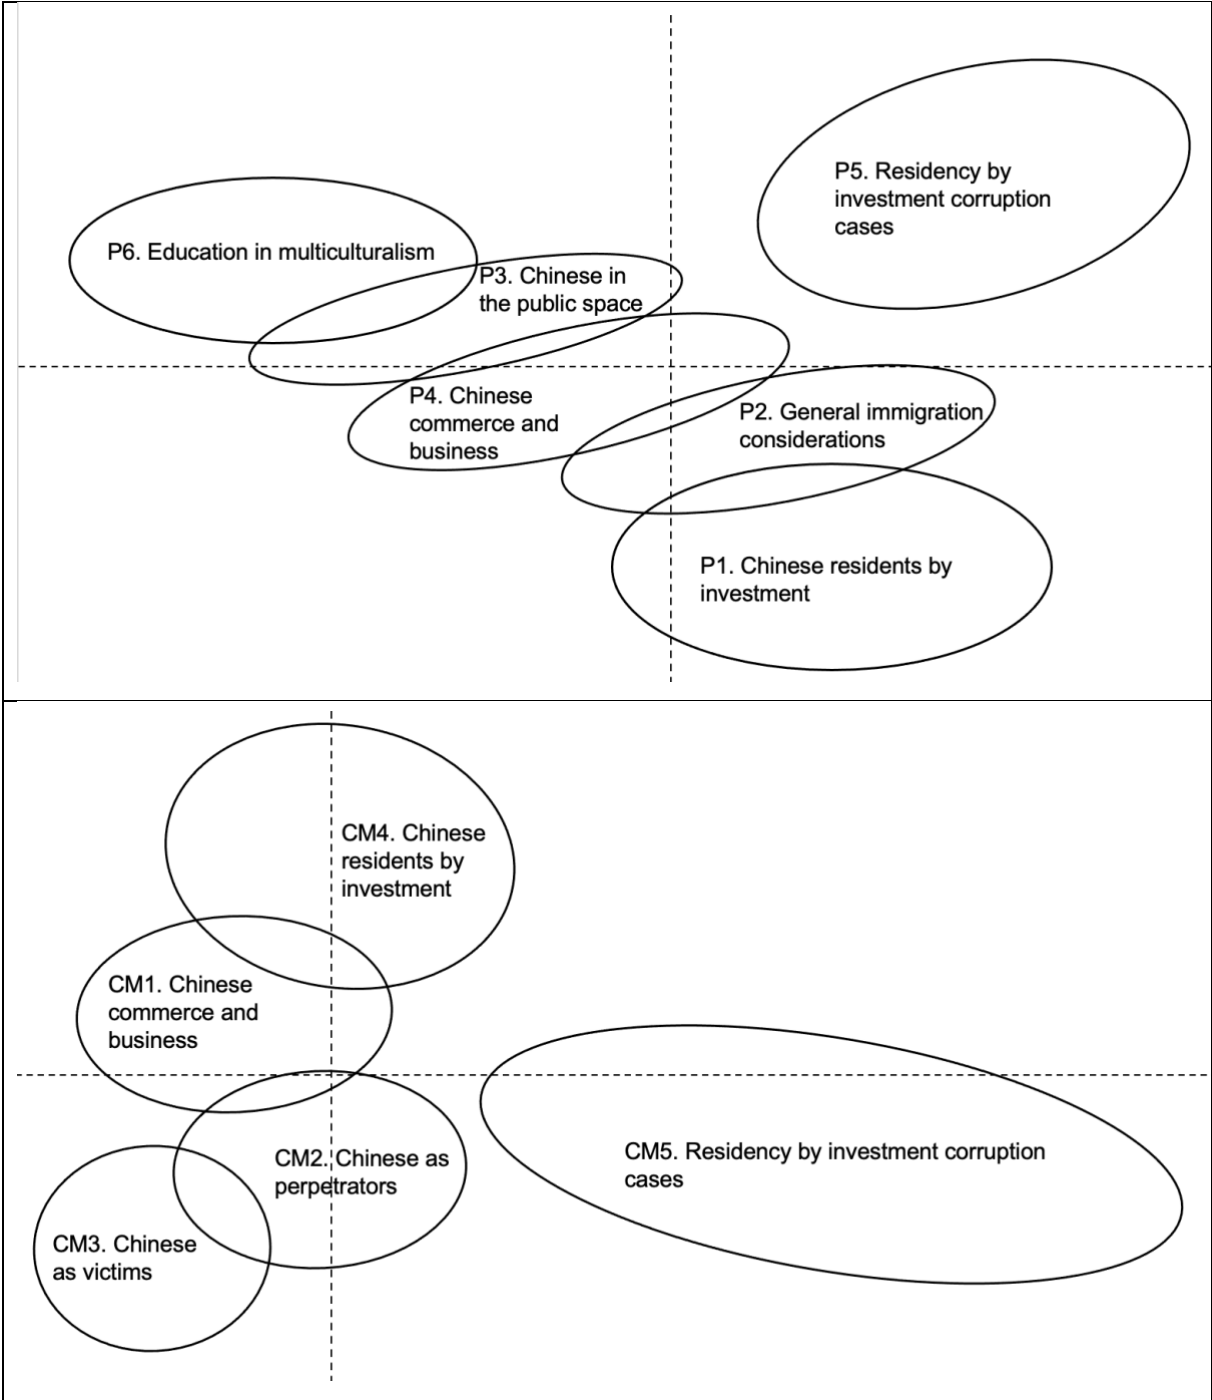 P5. Residency by
investment corruption
cases
P6. Education in multiculturalism
P3. Chinese in
the public space
P4. Chinese
commerce and
business
P2. General immigration
considerations
P1. Chinese residents by
investment
CM4. Chinese
residents by
investment
CM1. Chinese
commerce and
business
CM2. Chinese as
perpetrators
CM5. Residency by investment corruption
cases
CM3. Chinese
as victims